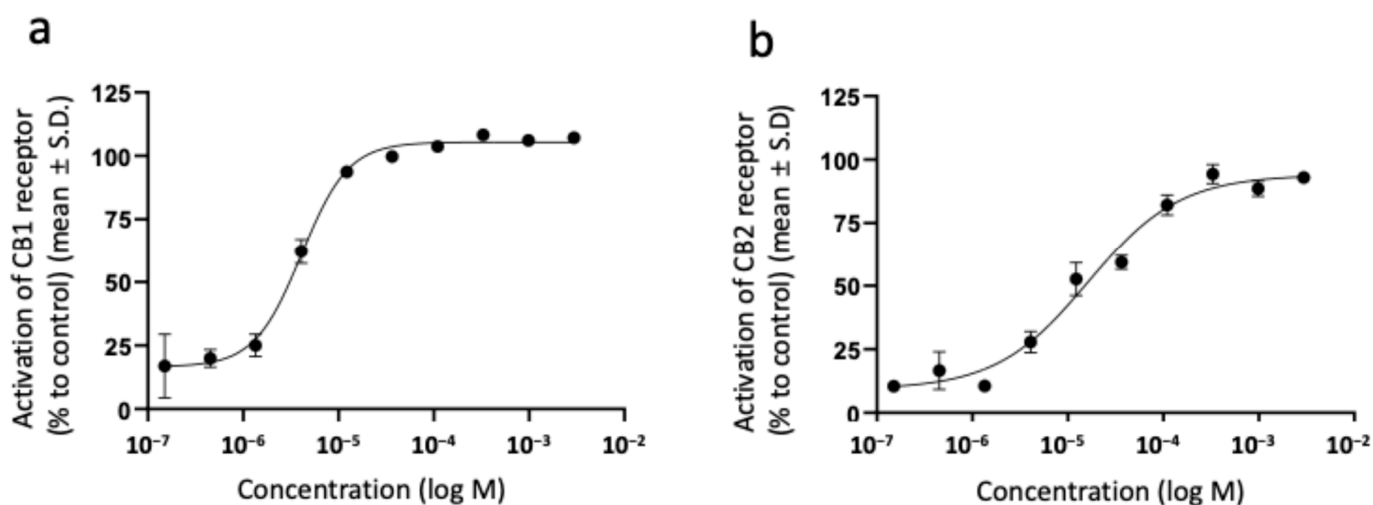 a
Activation of CB1 receptor
(% to control) (mean ± S.D.)
125
100
75
50
25
0
10⁻⁷ 10⁻⁶ 10⁻⁵ 10⁻⁴ 10⁻³ 10⁻²
Concentration (log M)
b
Activation of CB2 receptor
(% to control) (mean ± S.D)
125
100
75
50
25
0
10⁻⁷ 10⁻⁶ 10⁻⁵ 10⁻⁴ 10⁻³ 10⁻²
Concentration (log M)